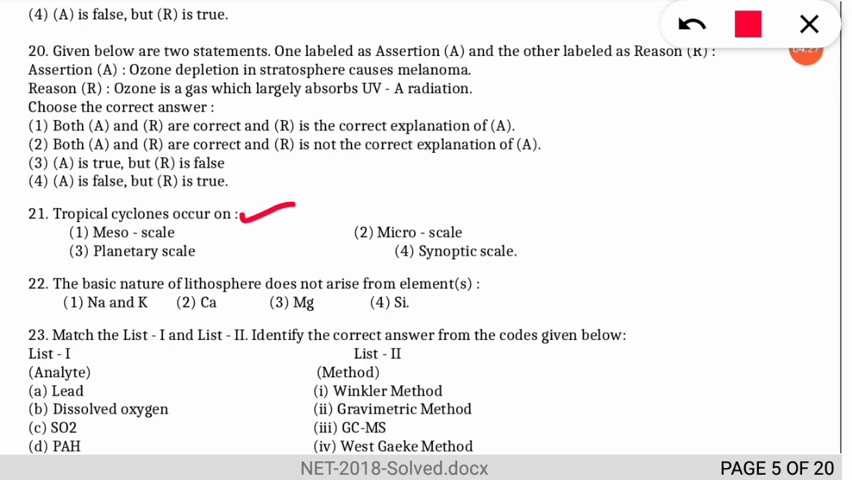 (4) (A) is false, but (R) is true.
20. Given below are two statements. One labeled as Assertion (A) and the other labeled as Reason (R) :
04:27
Assertion (A) : Ozone depletion in stratosphere causes melanoma.
Reason (R) : Ozone is a gas which largely absorbs UV - A radiation.
Choose the correct answer :
(1) Both (A) and (R) are correct and (R) is the correct explanation of (A).
(2) Both (A) and (R) are correct and (R) is not the correct explanation of (A).
(3) (A) is true, but (R) is false
(4) (A) is false, but (R) is true.
21. Tropical cyclones occur on :
(1) Meso - scale (2) Micro - scale
(3) Planetary scale (4) Synoptic scale.
22. The basic nature of lithosphere does not arise from element(s) :
(1) Na and K (2) Ca (3) Mg (4) Si.
23. Match the List - I and List - II. Identify the correct answer from the codes given below:
List - I List - II
(Analyte) (Method)
(a) Lead (i) Winkler Method
(b) Dissolved oxygen (ii) Gravimetric Method
(c) SO2 (iii) GC-MS
(d) PAH (iv) West Gaeke Method
NET-2018-Solved.docx PAGE 5 OF 20